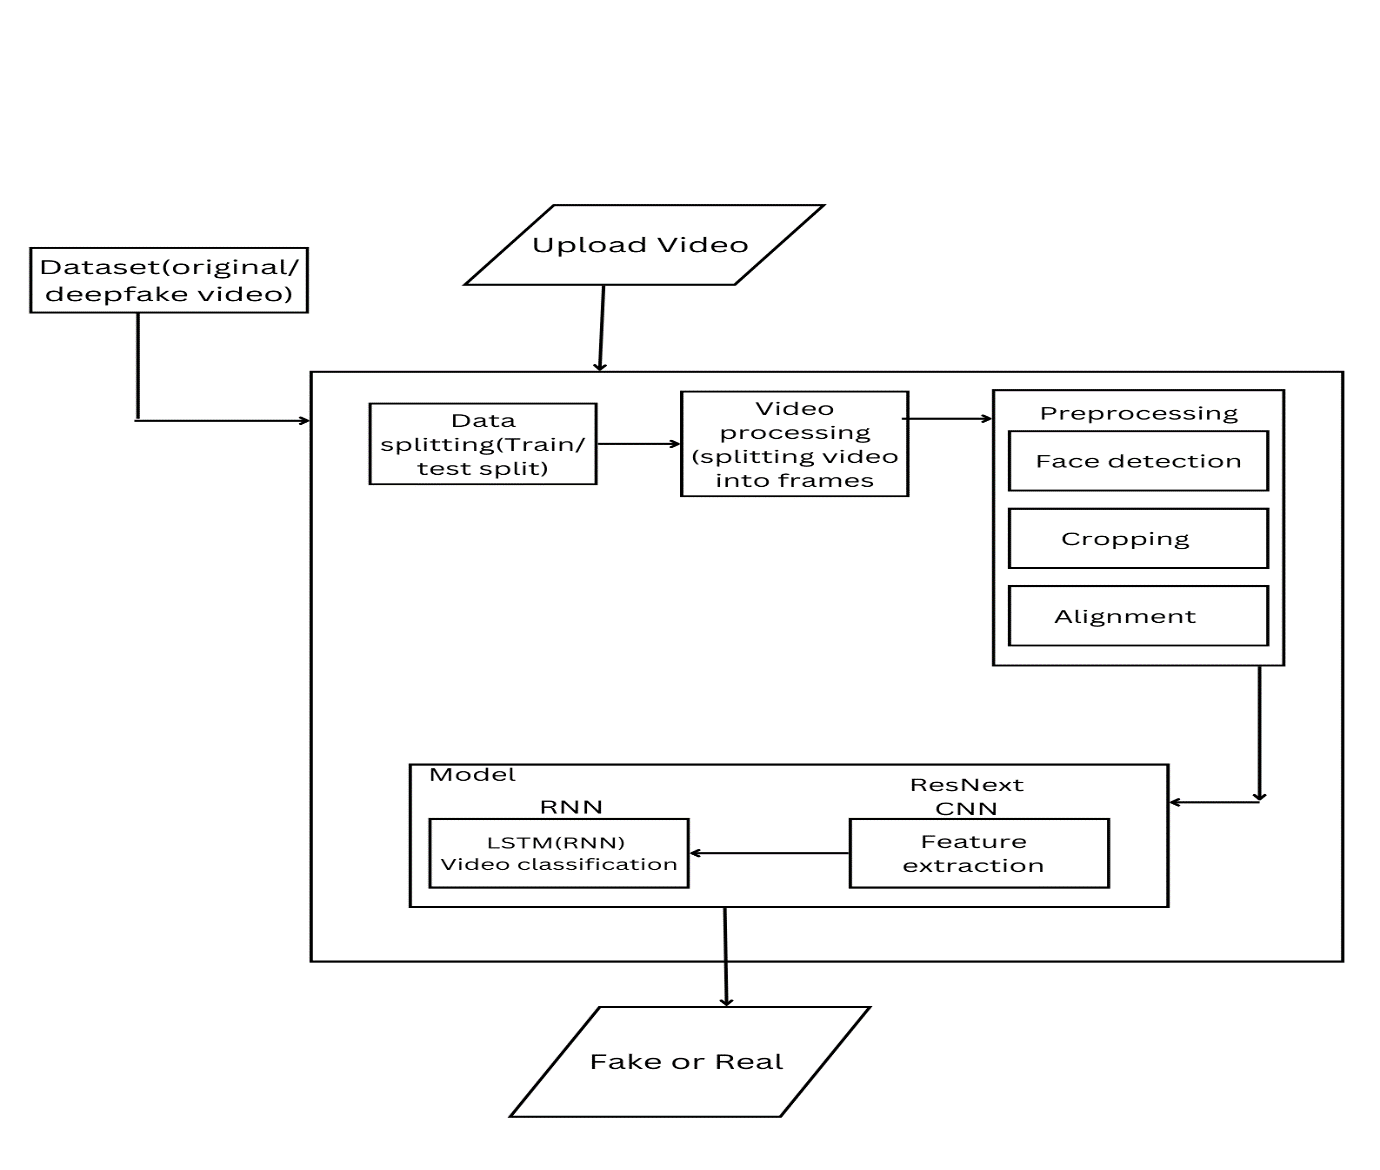 Upload Video
Dataset(original/
deepfake video)
Data
splitting(Train/
test split)
Video
processing
(splitting video
into frames
Preprocessing
Face detection
Cropping
Alignment
Model
RNN
LSTM(RNN)
Video classification
ResNext
CNN
Feature
extraction
Fake or Real